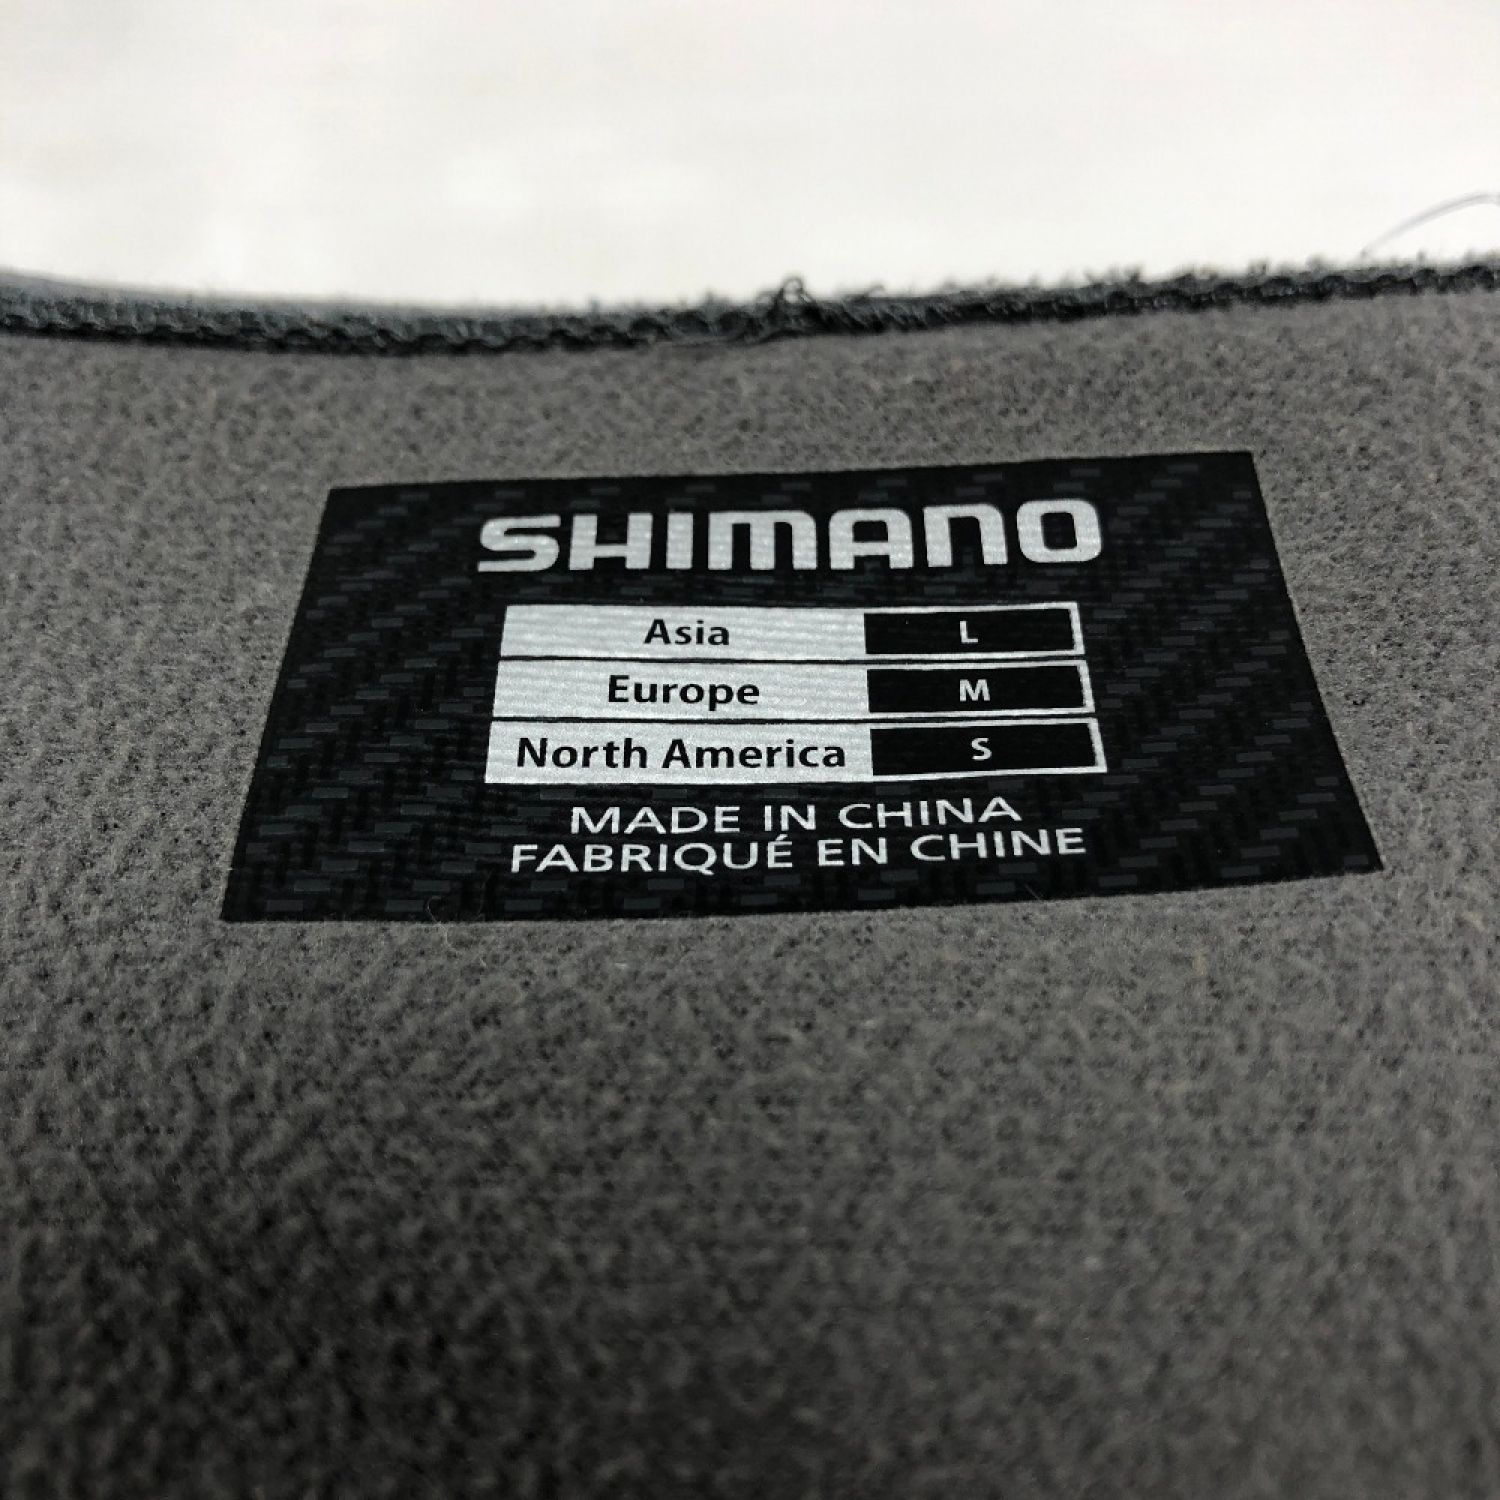 SHIMANO
Asia L
Europe M
North America S
MADE IN CHINA
FABRIQUÉ EN CHINE